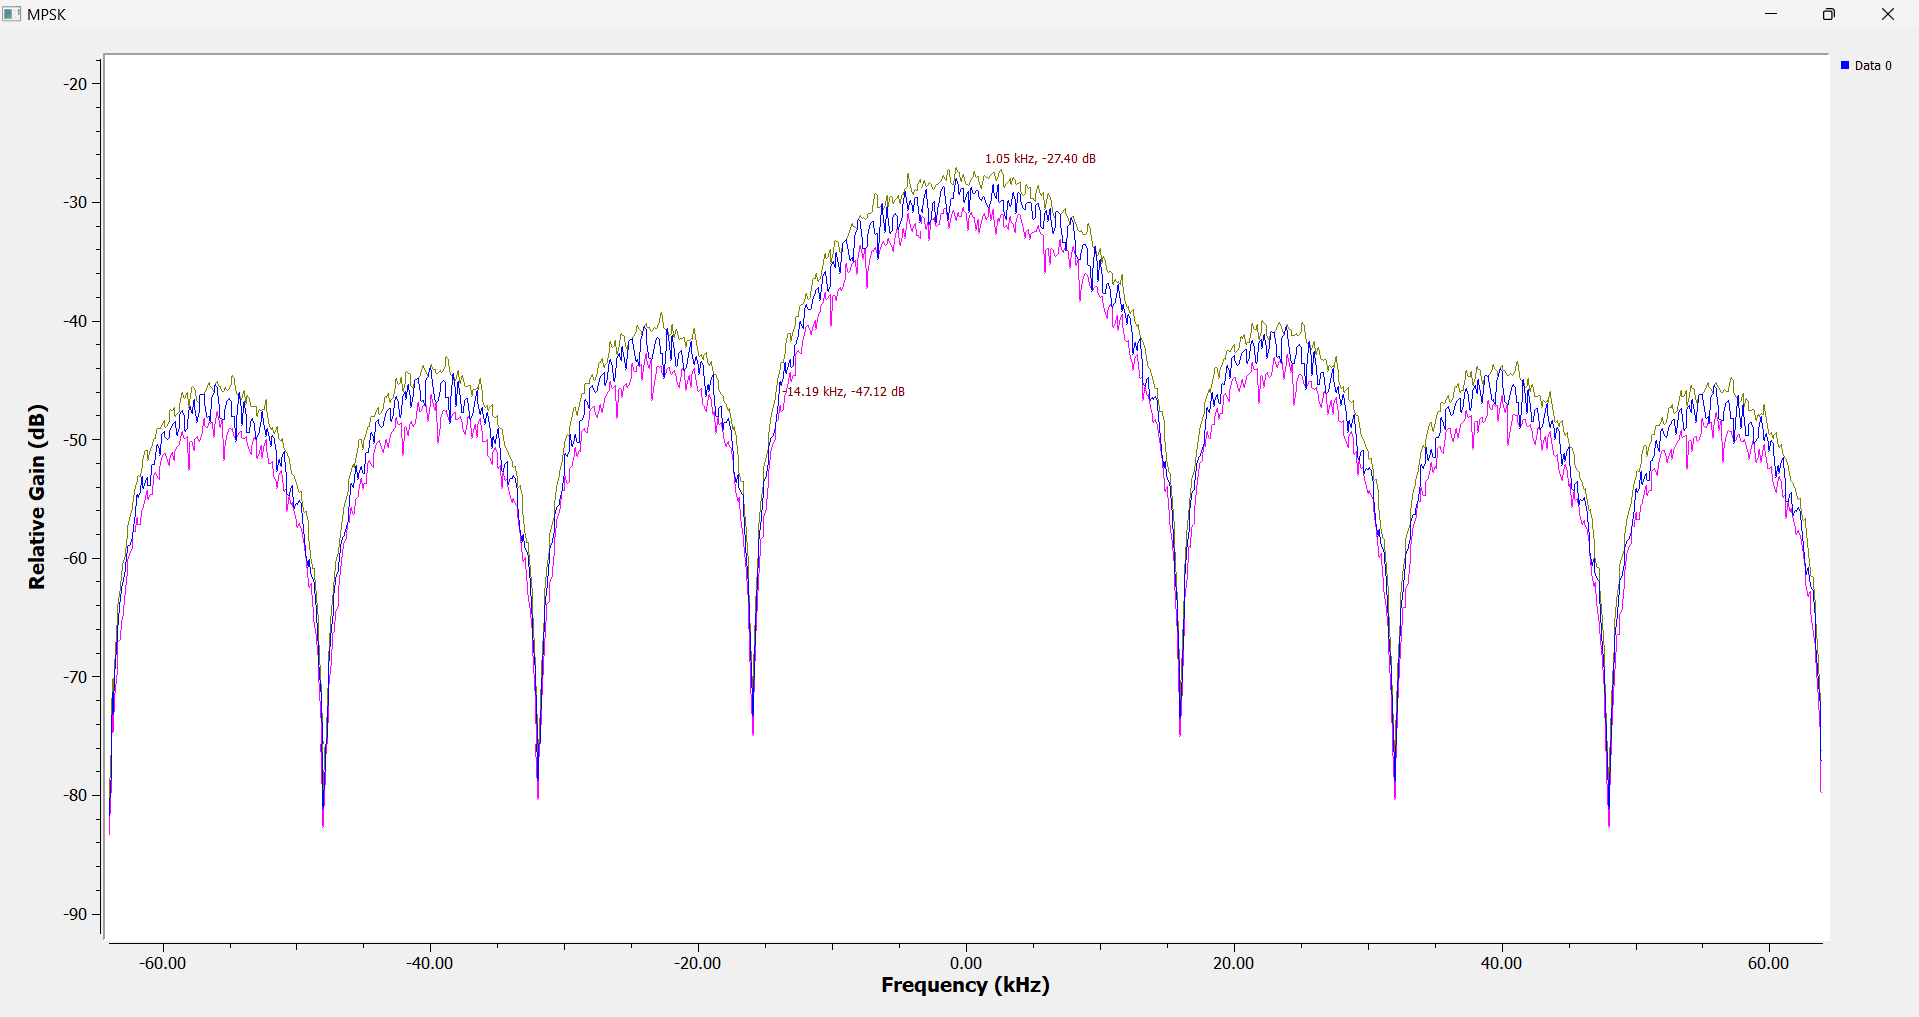 MPSK
Data 0
-20
-30
-40
-50
-60
-70
-80
-90
Relative Gain (dB)
1.05 kHz, -27.40 dB
-14.19 kHz, -47.12 dB
-60.00
-40.00
-20.00
0.00
20.00
40.00
60.00
Frequency (kHz)